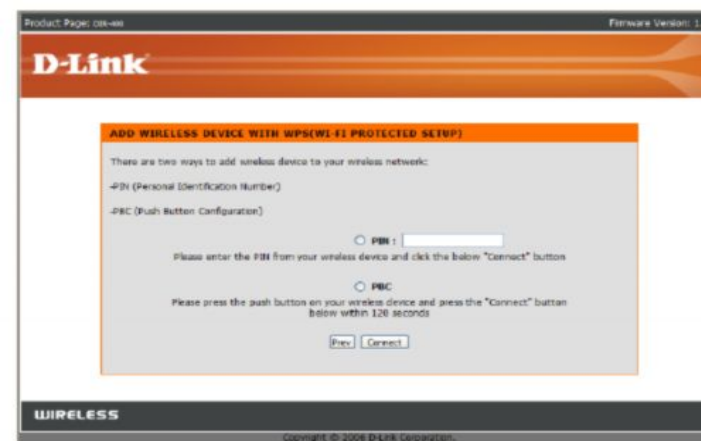 Product Page:
Firmware Version: 1
D-Link
ADD WIRELESS DEVICE WITH WPS(WI-FI PROTECTED SETUP)
There are two ways to add wireless device to your wireless network:
-PIN (Personal Identification Number)
-PBC (Push Button Configuration)
PIN :
Please enter the PIN from your wireless device and click the below "Connect" button
PBC
Please press the push button on your wireless device and press the "Connect" button
below within 120 seconds
Prev Connect
WIRELESS
Copyright © 2006 D-Link Corporation.